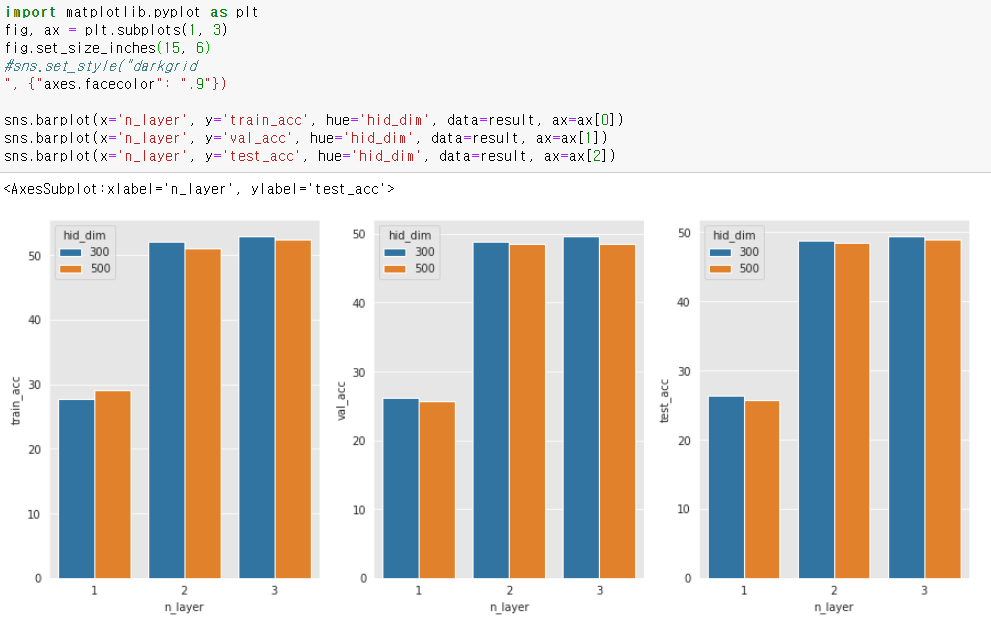 import matplotlib.pyplot as plt
fig, ax = plt.subplots(1, 3)
fig.set_size_inches(15, 6)
#sns.set_style("darkgrid
", {"axes.facecolor": ".9"})
sns.barplot(x='n_layer', y='train_acc', hue='hid_dim', data=result, ax=ax[0])
sns.barplot(x='n_layer', y='val_acc', hue='hid_dim', data=result, ax=ax[1])
sns.barplot(x='n_layer', y='test_acc', hue='hid_dim', data=result, ax=ax[2])
<AxesSubplot:xlabel='n_layer', ylabel='test_acc'>
hid_dim
300
500
50
40
30
20
10
0
train_acc
1 2 3
n_layer
hid_dim
300
500
50
40
30
20
10
0
val_acc
1 2 3
n_layer
hid_dim
300
500
50
40
30
20
10
0
test_acc
1 2 3
n_layer